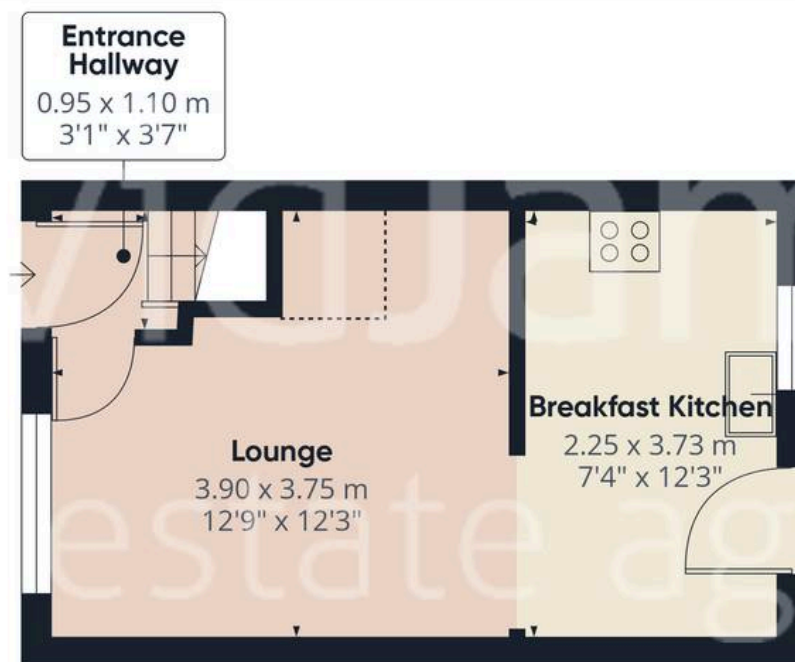 Entrance
Hallway
0.95 x 1.10 m
3'1" x 3'7"
Lounge
3.90 x 3.75 m
12'9" x 12'3"
Breakfast Kitchen
2.25 x 3.73 m
7'4" x 12'3"
estate